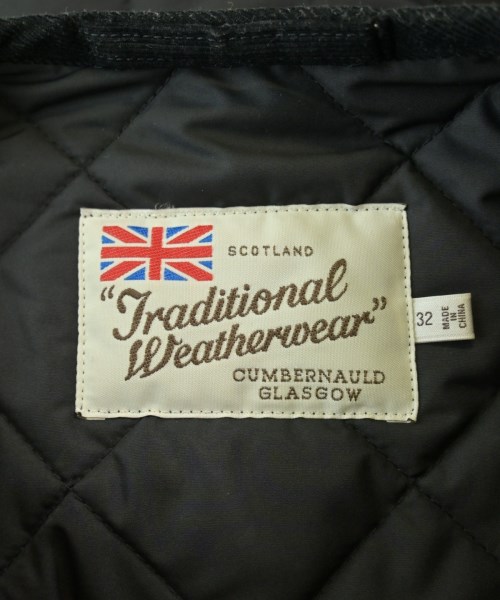 SCOTLAND
"Traditional
Weatherwear"
CUMBERNAULD
GLASGOW
32
MADE
IN
CHINA